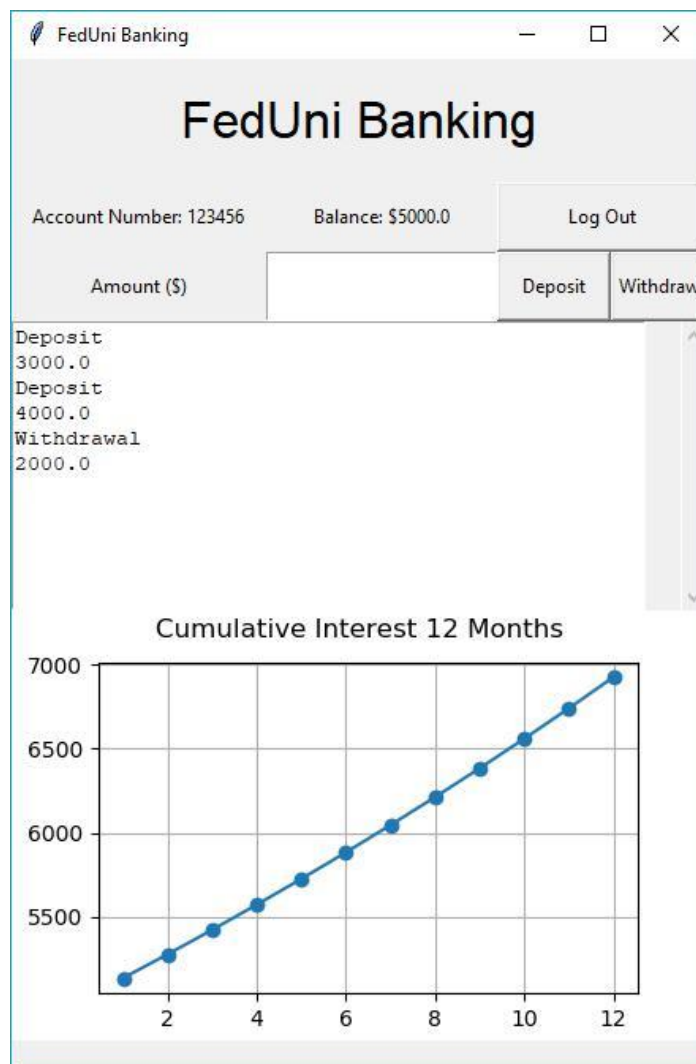 FedUni Banking
FedUni Banking
Account Number: 123456 Balance: $5000.0 Log Out
Amount ($) Deposit Withdraw
Deposit
3000.0
Deposit
4000.0
Withdrawal
2000.0
Cumulative Interest 12 Months
7000
6500
6000
5500
2 4 6 8 10 12